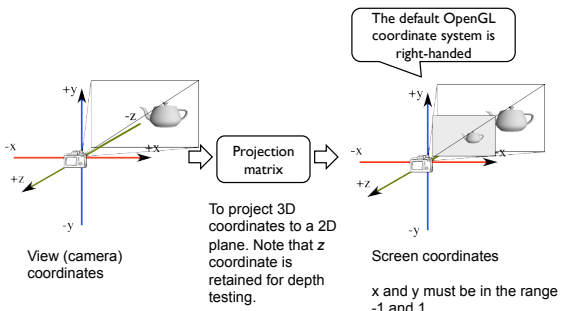 The default OpenGL
coordinate system is
right-handed
+y
-z
-x
+x
+z
-y
View (camera)
coordinates
Projection
matrix
To project 3D
coordinates to a 2D
plane. Note that z
coordinate is
retained for depth
testing.
+y
-x
+x
+z
-y
Screen coordinates
x and y must be in the range
-1 and 1